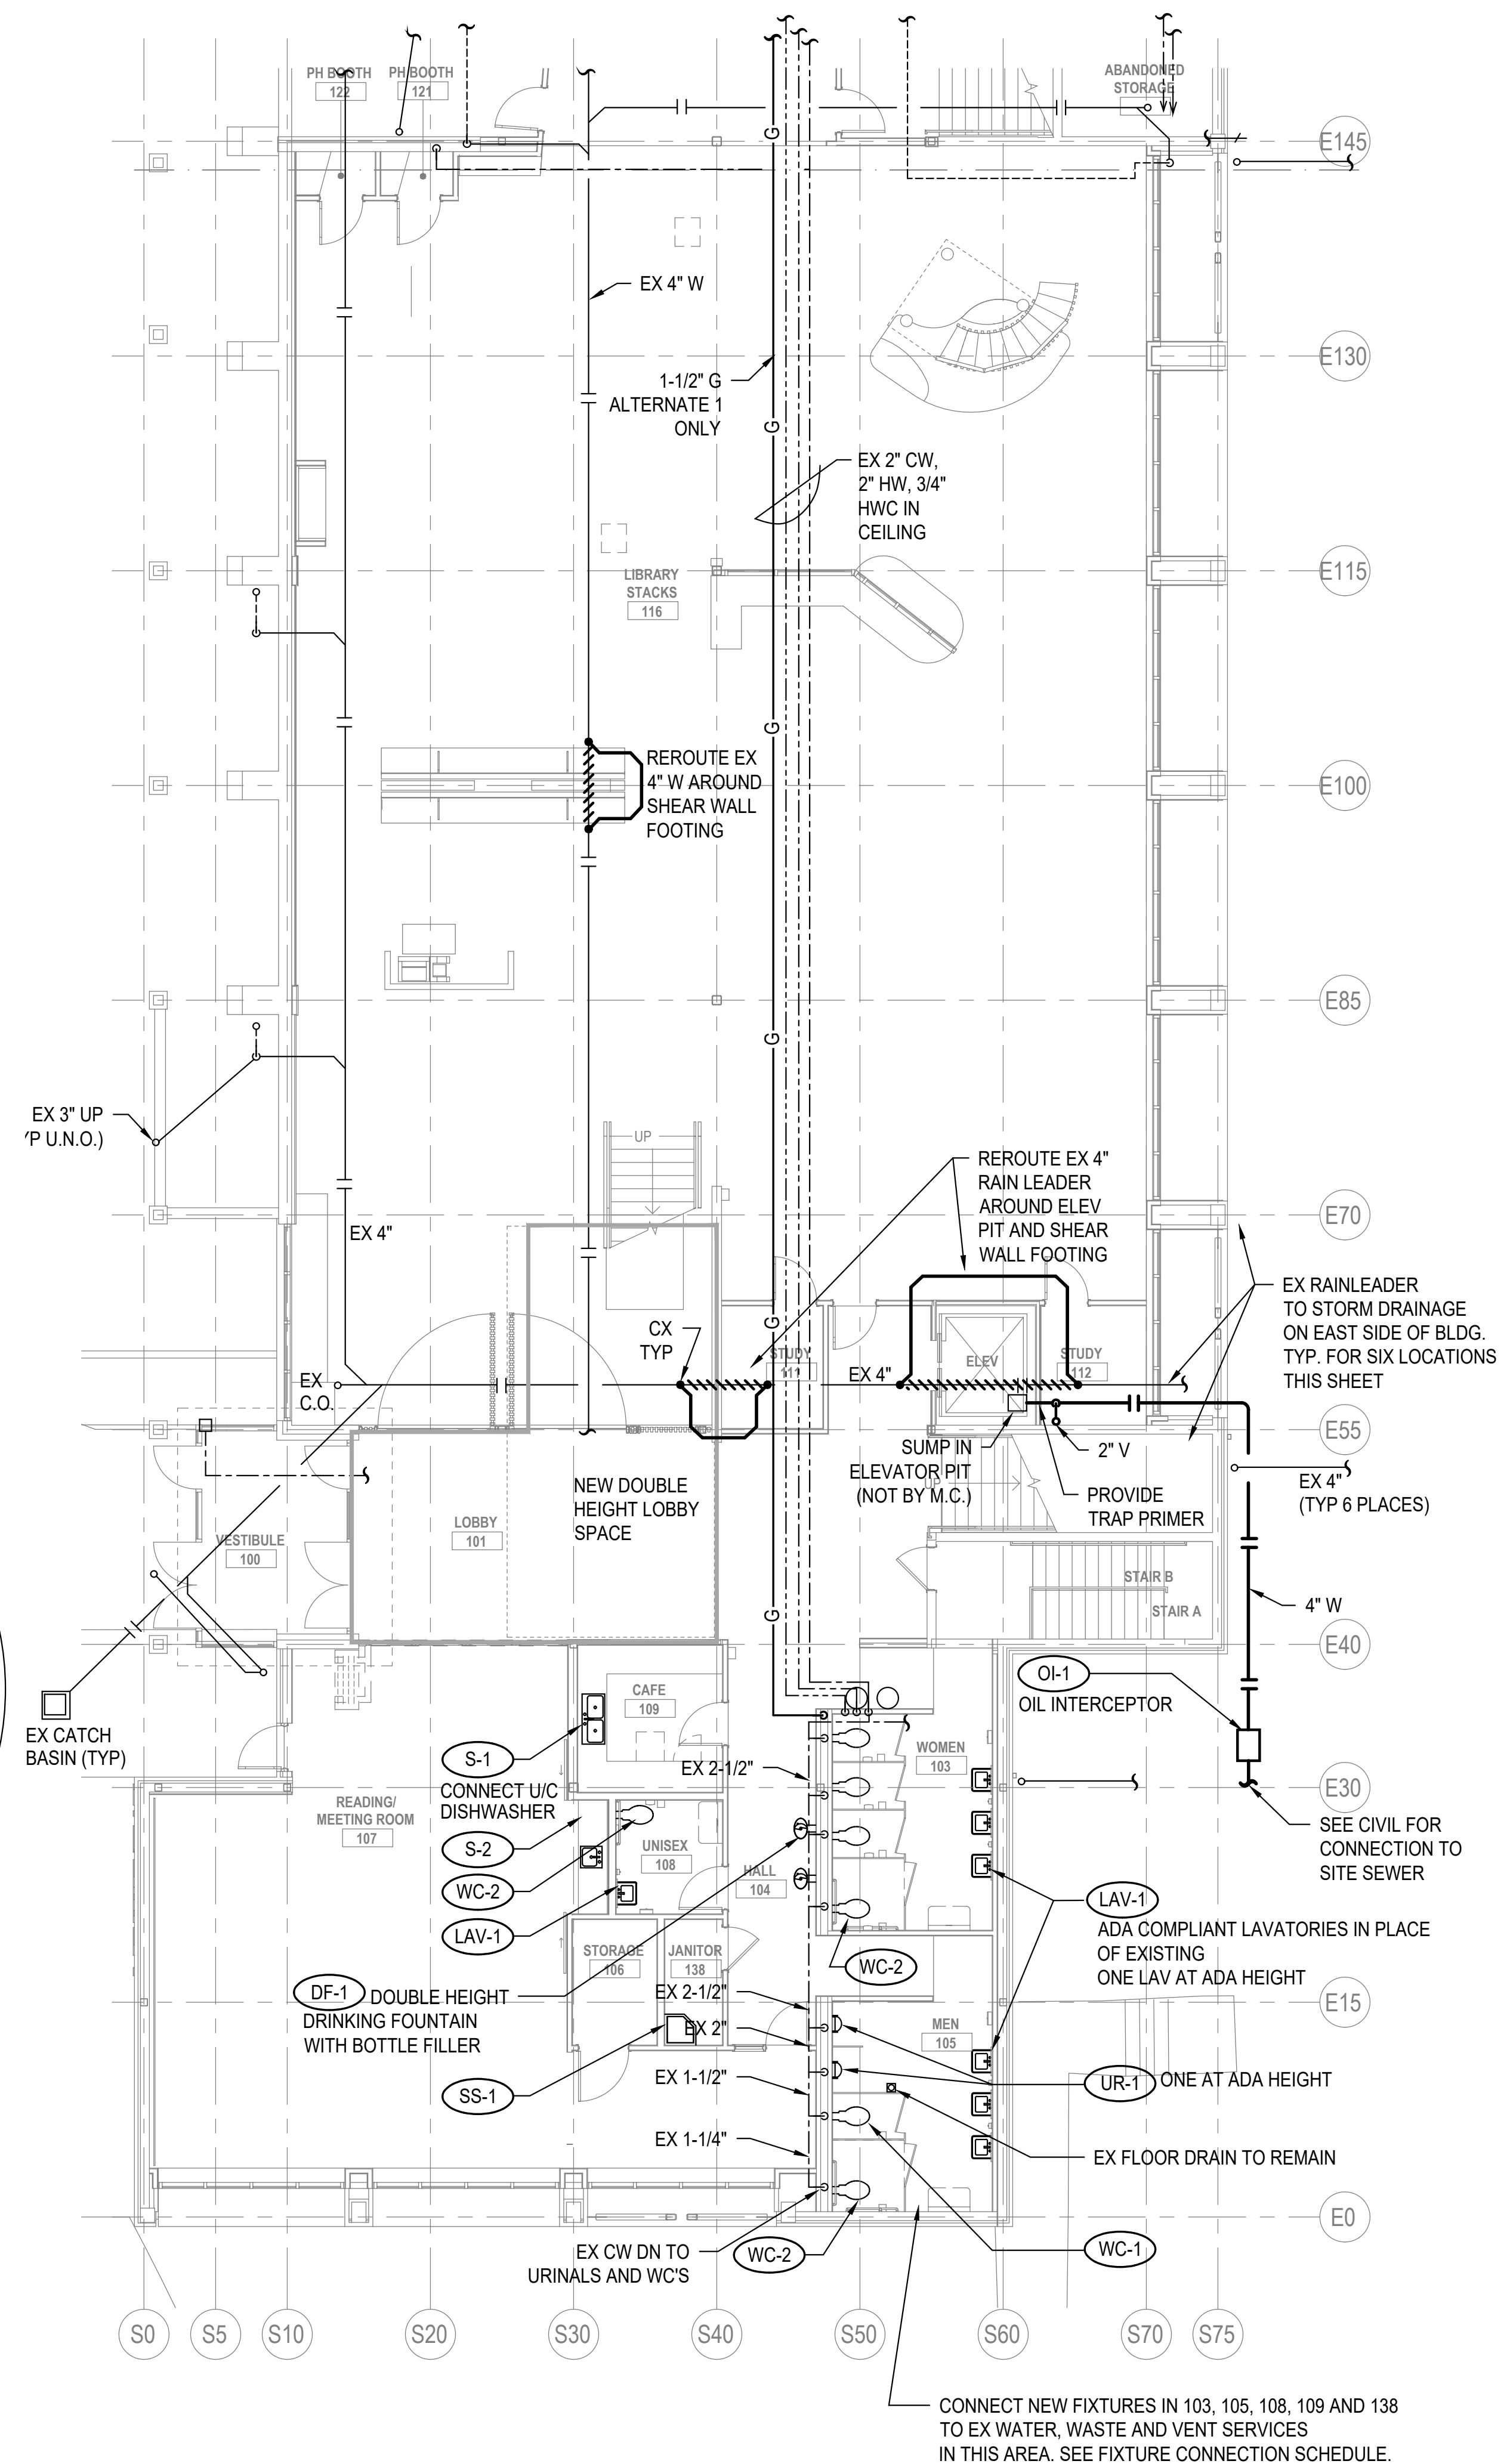 PH BOOTH
122
PH BOOTH
121
ABANDONED
STORAGE
E145
EX 4" W
E130
1-1/2" G
ALTERNATE 1
ONLY
G
G
EX 2" CW,
2" HW, 3/4"
HWC IN
CEILING
LIBRARY
STACKS
116
E115
G
REROUTE EX
4" W AROUND
SHEAR WALL
FOOTING
E100
E85
G
EX 3" UP
P U.N.O.)
UP
REROUTE EX 4"
RAIN LEADER
AROUND ELEV
PIT AND SHEAR
WALL FOOTING
E70
EX 4"
EX RAINLEADER
TO STORM DRAINAGE
ON EAST SIDE OF BLDG.
TYP. FOR SIX LOCATIONS
THIS SHEET
CX
TYP
G
STUDY
111
EX 4"
ELEV
STUDY
112
EX
C.O.
E55
SUMP IN
ELEVATOR PIT
(NOT BY M.C.)
UP
2" V
PROVIDE
TRAP PRIMER
EX 4"
(TYP 6 PLACES)
NEW DOUBLE
HEIGHT LOBBY
SPACE
LOBBY
101
VESTIBULE
100
STAIR B
STAIR A
4" W
G
E40
EX CATCH
BASIN (TYP)
CAFE
109
OI-1
OIL INTERCEPTOR
S-1
CONNECT U/C
DISHWASHER
EX 2-1/2"
WOMEN
103
E30
READING/
MEETING ROOM
107
S-2
UNISEX
108
SEE CIVIL FOR
CONNECTION TO
SITE SEWER
WC-2
HALL
104
LAV-1
LAV-1
ADA COMPLIANT LAVATORIES IN PLACE
OF EXISTING
ONE LAV AT ADA HEIGHT
STORAGE
106
JANITOR
138
WC-2
DF-1
DOUBLE HEIGHT
DRINKING FOUNTAIN
WITH BOTTLE FILLER
EX 2-1/2"
EX 2"
E15
MEN
105
SS-1
EX 1-1/2"
UR-1
ONE AT ADA HEIGHT
EX 1-1/4"
EX FLOOR DRAIN TO REMAIN
E0
EX CW DN TO
URINALS AND WC'S
WC-2
WC-1
S0
S5
S10
S20
S30
S40
S50
S60
S70
S75
CONNECT NEW FIXTURES IN 103, 105, 108, 109 AND 138
TO EX WATER, WASTE AND VENT SERVICES
IN THIS AREA. SEE FIXTURE CONNECTION SCHEDULE.